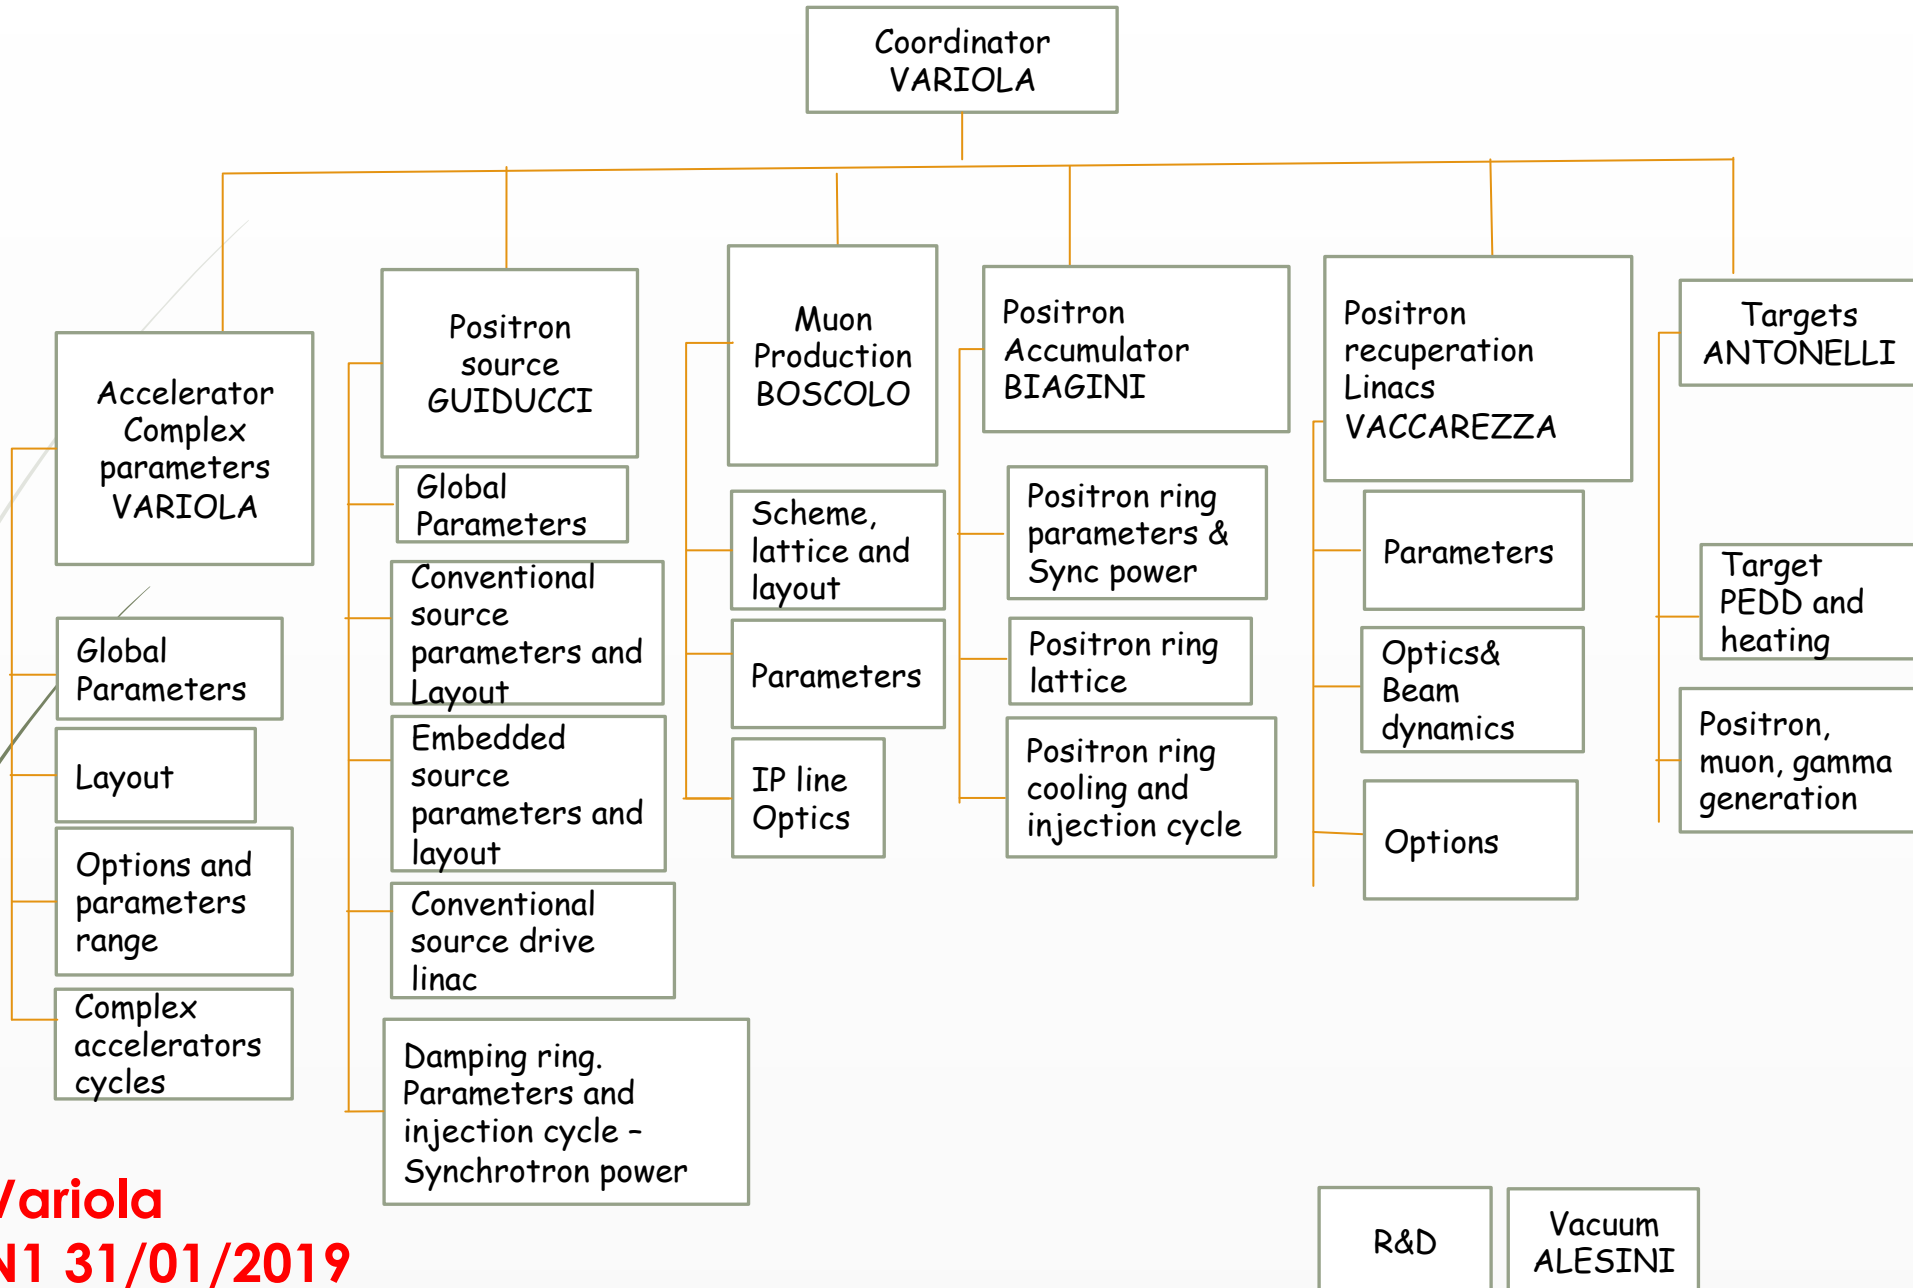 Coordinator
VARIOLA
Accelerator
Complex
parameters
VARIOLA
Global
Parameters
Layout
Options and
parameters
range
Complex
accelerators
cycles
Positron
source
GUIDUCCI
Global
Parameters
Conventional
source
parameters and
Layout
Embedded
source
parameters and
layout
Conventional
source drive
linac
Damping ring.
Parameters and
injection cycle –
Synchrotron power
Muon
Production
BOSCOLO
Scheme,
lattice and
layout
Parameters
IP line
Optics
Positron
Accumulator
BIAGINI
Positron ring
parameters &
Sync power
Positron ring
lattice
Positron ring
cooling and
injection cycle
Positron
recuperation
Linacs
VACCAREZZA
Parameters
Optics&
Beam
dynamics
Options
Targets
ANTONELLI
Target
PEDD and
heating
Positron,
muon, gamma
generation
Variola
N1 31/01/2019
R&D
Vacuum
ALESINI